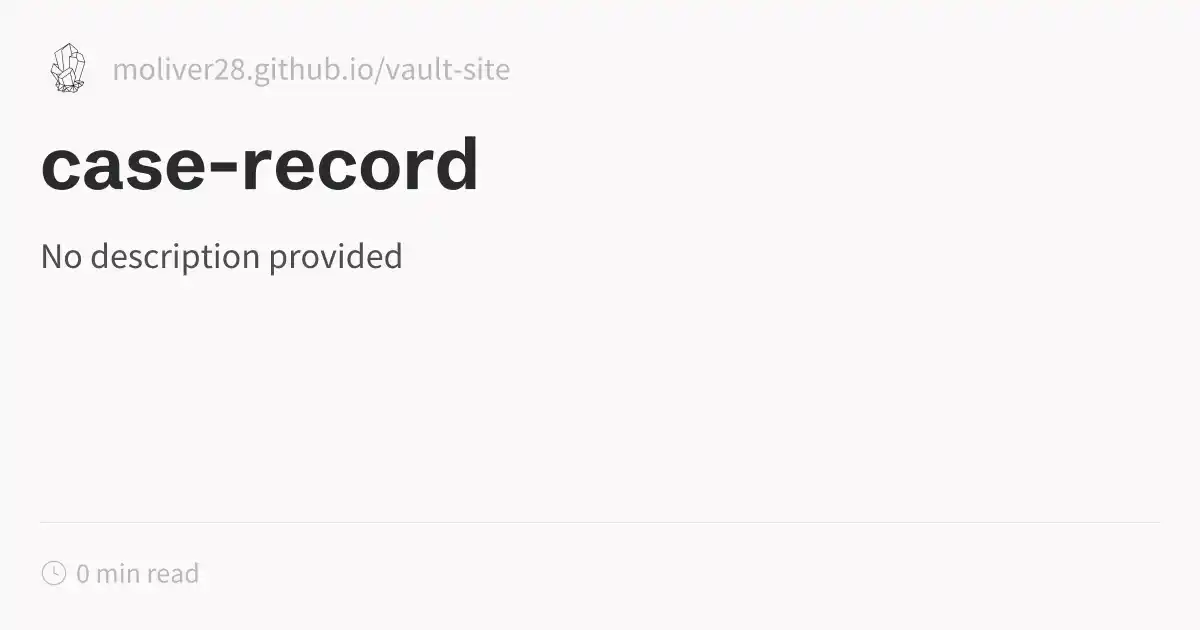 moliver28.github.io/vault-site
case-record
No description provided
0 min read